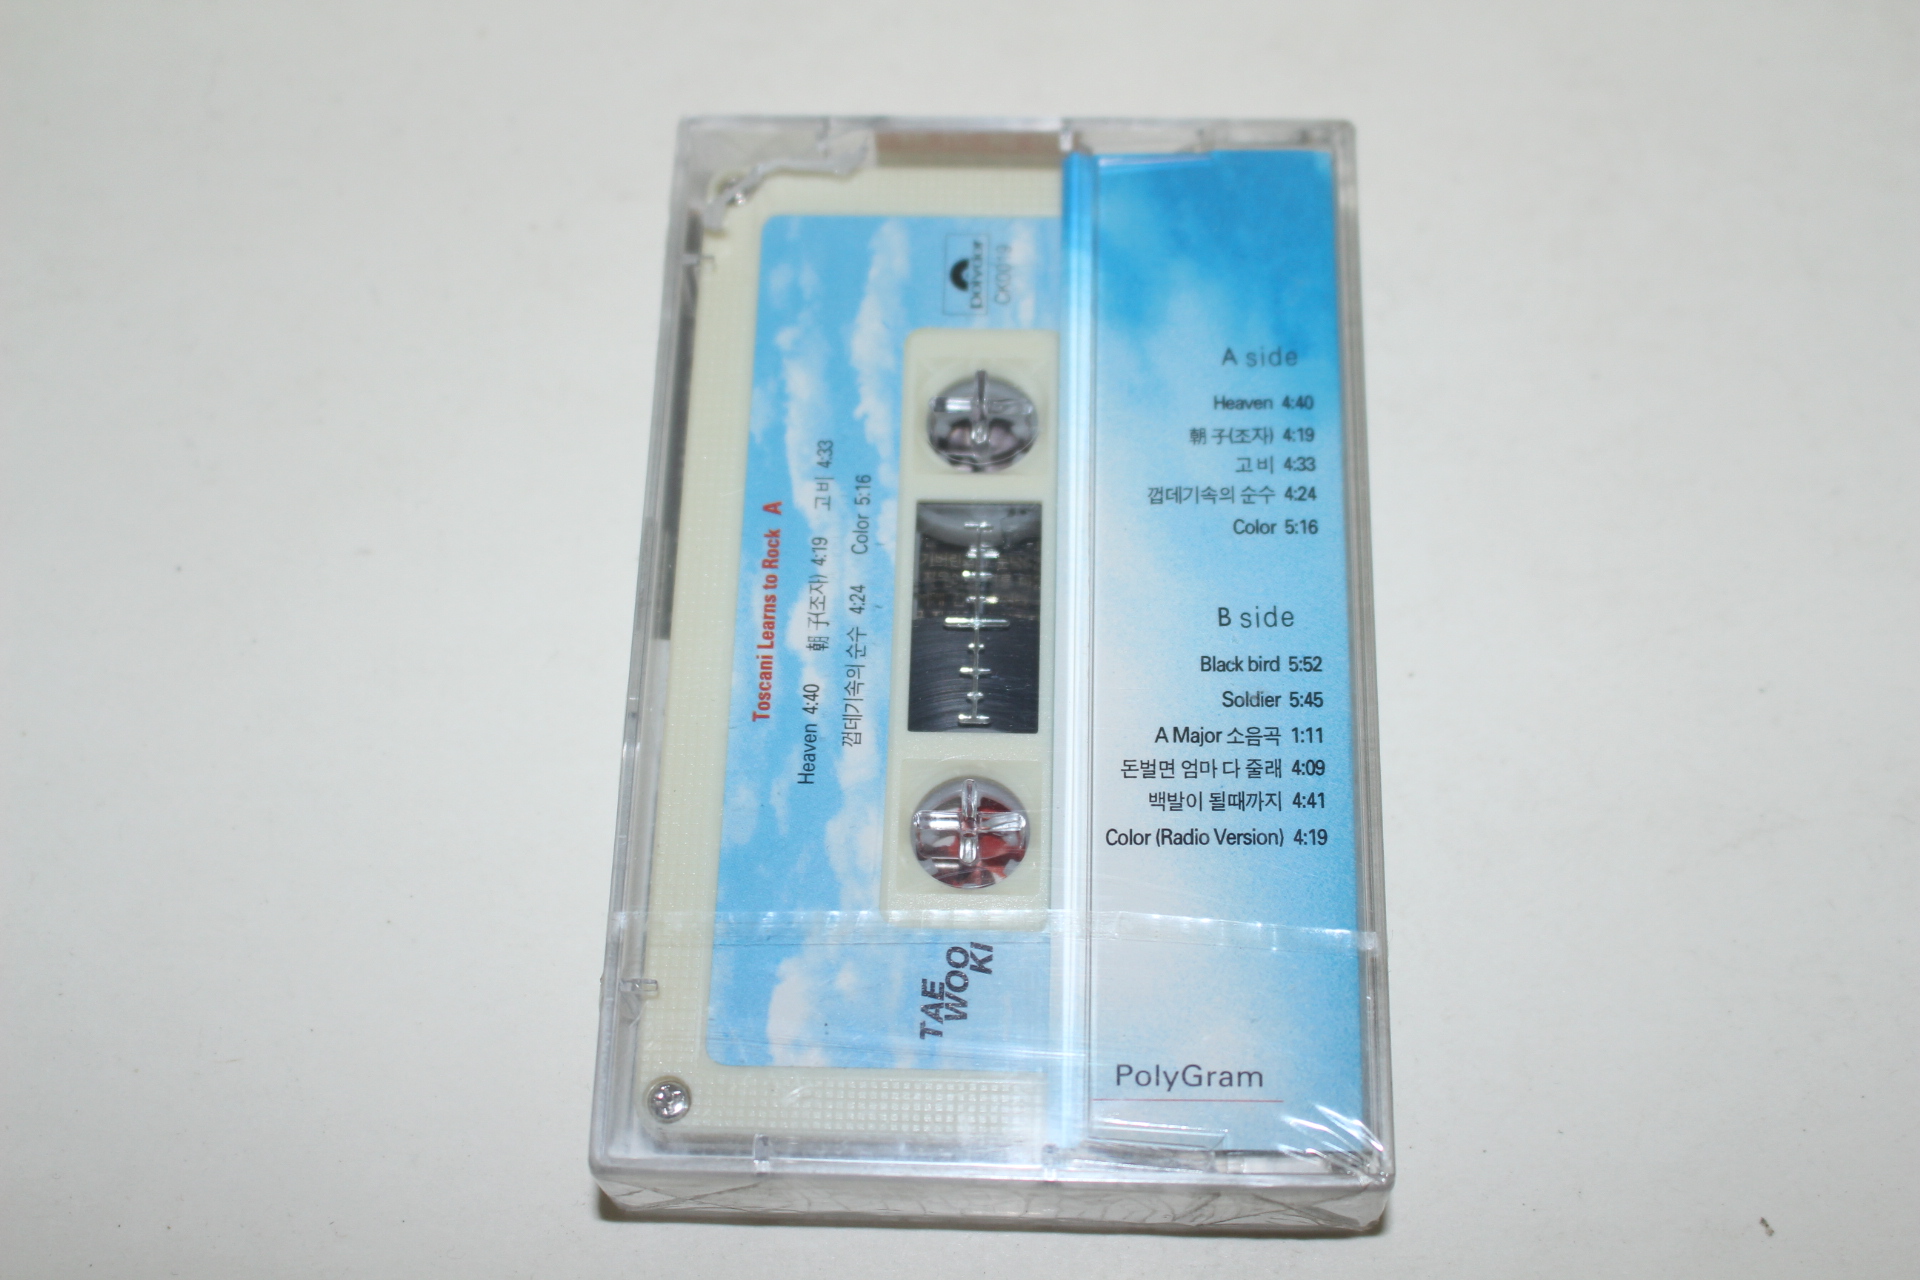 Toscani Learns to Rock A
Heaven 4:40 朝子(조자) 4:19 고비 4:33
껍데기속의 순수 4:24 Color 5:16
polydor
TAE
WOO
KI
A side
Heaven 4:40
朝子(조자) 4:19
고비 4:33
껍데기속의 순수 4:24
Color 5:16
B side
Black bird 5:52
Soldier 5:45
A Major 소음곡 1:11
돈벌면 엄마 다 줄래 4:09
백발이 될때까지 4:41
Color (Radio Version) 4:19
PolyGram